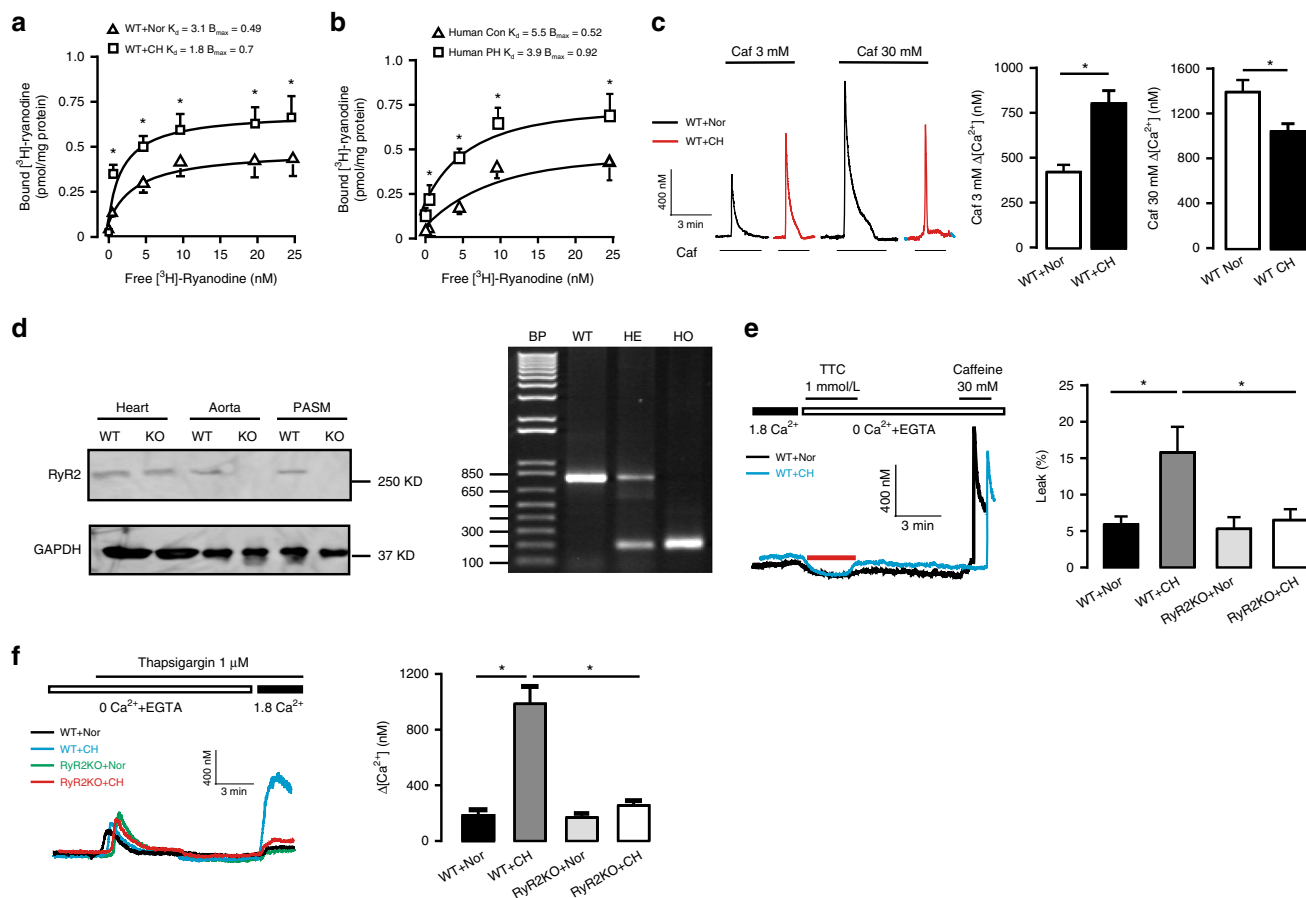 a
WT+Nor Kd = 3.1 Bmax = 0.49
WT+CH Kd = 1.8 Bmax = 0.7
Bound [³H]-ryanodine
(pmol/mg protein)
1
0.75
0.5
0.25
0
* * * * *
0 5 10 15 20 25
Free [³H]-Ryanodine (nM)
b
Human Con Kd = 5.5 Bmax = 0.52
Human PH Kd = 3.9 Bmax = 0.92
Bound [³H]-ryanodine
(pmol/mg protein)
1
0.75
0.5
0.25
0
* * * *
0 5 10 15 20 25
Free [³H]-Ryanodine (nM)
c
Caf 3 mM Caf 30 mM
WT+Nor
WT+CH
400 nM
3 min
Caf
Caf 3 mM Δ[Ca²⁺] (nM)
1000
750
500
250
0
*
WT+Nor WT+CH
Caf 30 mM Δ[Ca²⁺] (nM)
1600
1200
800
400
0
*
WT Nor WT CH
d
Heart Aorta PASM
WT KO WT KO WT KO
RyR2
250 KD
GAPDH
37 KD
BP WT HE HO
850
650
300
100
e
TTC
1 mmol/L
Caffeine
30 mM
1.8 Ca²⁺
0 Ca²⁺+EGTA
WT+Nor
WT+CH
400 nM
3 min
Leak (%)
25
20
15
10
5
0
* *
WT+Nor WT+CH RyR2KO+Nor RyR2KO+CH
f
Thapsigargin 1 μM
0 Ca²⁺+EGTA
1.8 Ca²⁺
WT+Nor
WT+CH
RyR2KO+Nor
RyR2KO+CH
400 nM
3 min
Δ[Ca²⁺] (nM)
1200
800
400
0
* *
WT+Nor WT+CH RyR2KO+Nor RyR2KO+CH